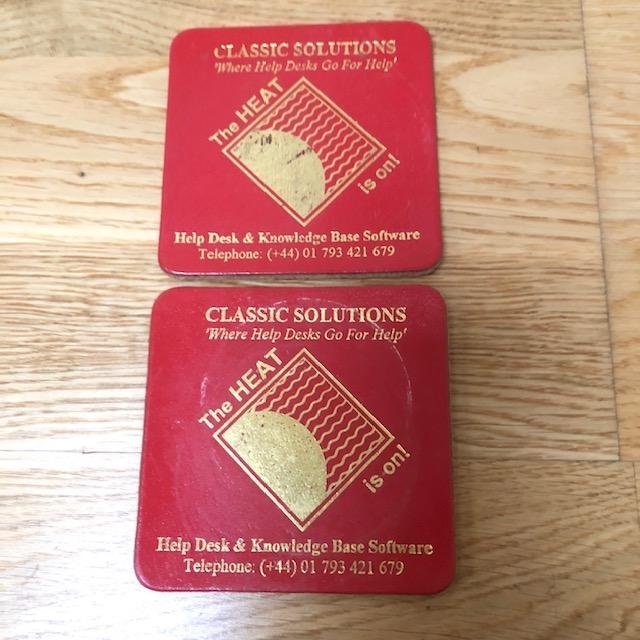 CLASSIC SOLUTIONS
'Where Help Desks Go For Help'
The HEAT
is on!
Help Desk & Knowledge Base Software
Telephone: (+44) 01 793 421 679
CLASSIC SOLUTIONS
'Where Help Desks Go For Help'
The HEAT
is on!
Help Desk & Knowledge Base Software
Telephone: (+44) 01 793 421 679